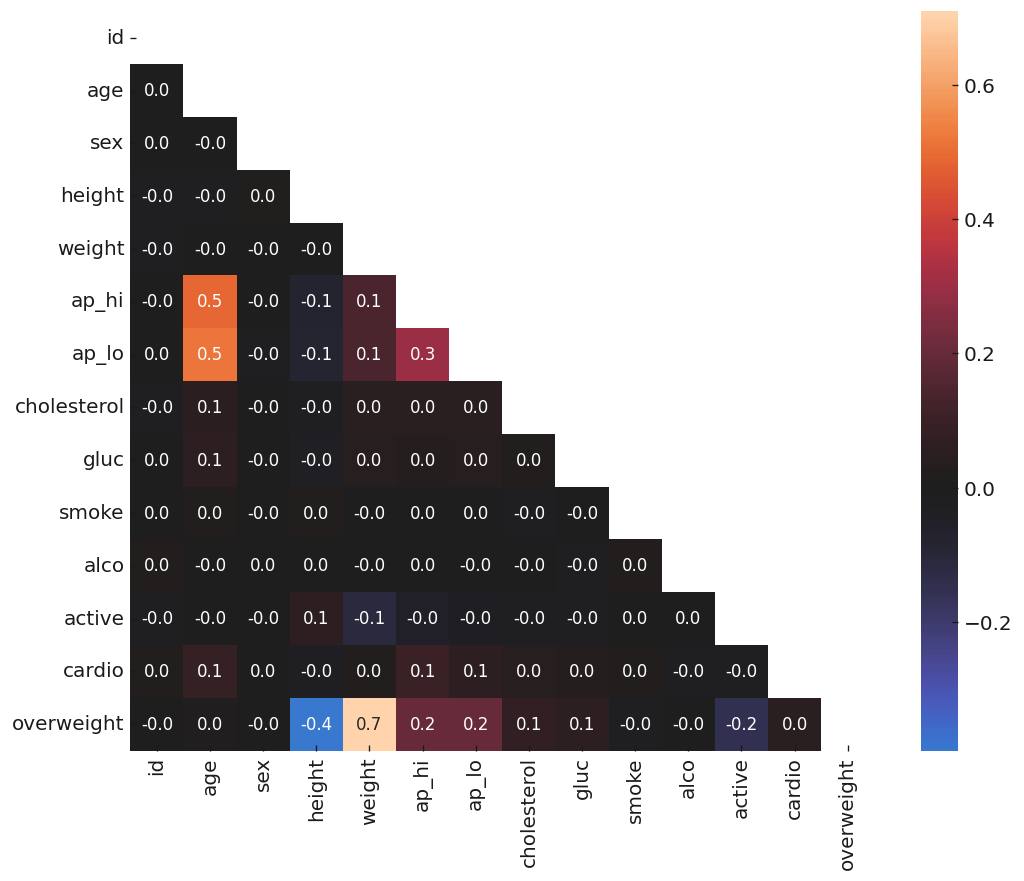 id
age 0.0
sex 0.0 -0.0
height -0.0 -0.0 0.0
weight -0.0 -0.0 -0.0 -0.0
ap_hi -0.0 0.5 -0.0 -0.1 0.1
ap_lo 0.0 0.5 -0.0 -0.1 0.1 0.3
cholesterol -0.0 0.1 -0.0 -0.0 0.0 0.0 0.0
gluc 0.0 0.1 -0.0 -0.0 0.0 0.0 0.0 0.0
smoke 0.0 0.0 -0.0 0.0 -0.0 0.0 0.0 -0.0 -0.0
alco 0.0 -0.0 0.0 0.0 -0.0 0.0 -0.0 -0.0 -0.0 0.0
active -0.0 -0.0 -0.0 0.1 -0.1 -0.0 -0.0 -0.0 -0.0 0.0 0.0
cardio 0.0 0.1 0.0 -0.0 0.0 0.1 0.1 0.0 0.0 0.0 -0.0 -0.0
overweight -0.0 0.0 -0.0 -0.4 0.7 0.2 0.2 0.1 0.1 -0.0 -0.0 -0.2 0.0
id age sex height weight ap_hi ap_lo cholesterol gluc smoke alco active cardio overweight
0.6
0.4
0.2
0.0
−0.2